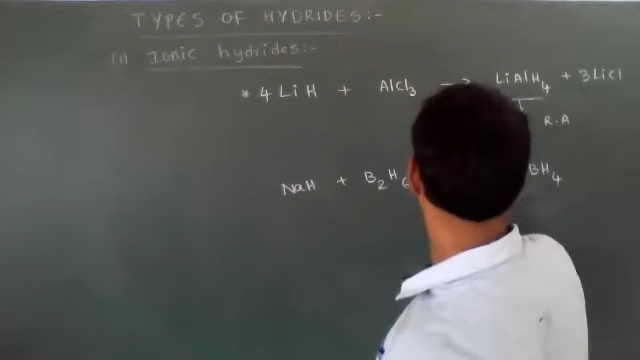 TYPES OF HYDRIDES:-
(i) Ionic hydrides:-
* 4 LiH + AlCl3 → LiAlH4 + 3LiCl
R.A
NaH + B2H6 BH4